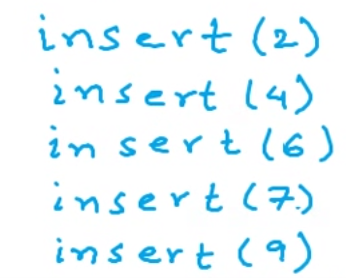 insert (2)
insert (4)
insert (6)
insert (7)
insert (9)